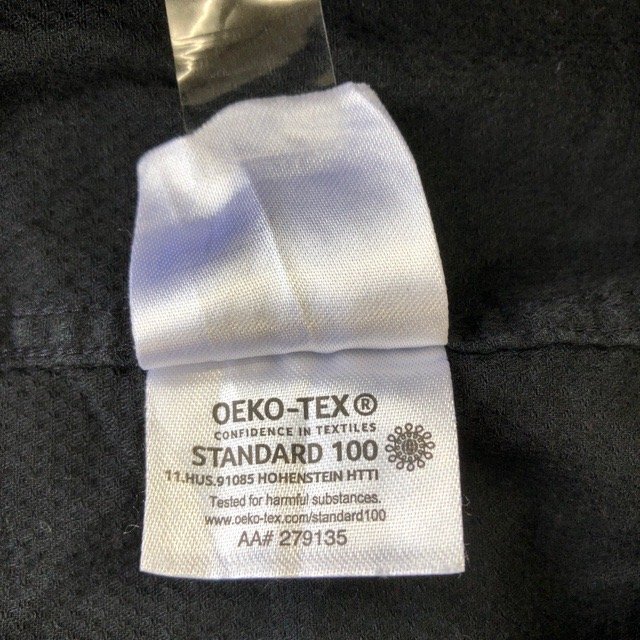 OEKO-TEX®
CONFIDENCE IN TEXTILES
STANDARD 100
11.HUS.91085 HOHENSTEIN HTTI
Tested for harmful substances.
www.oeko-tex.com/standard100
AA# 279135